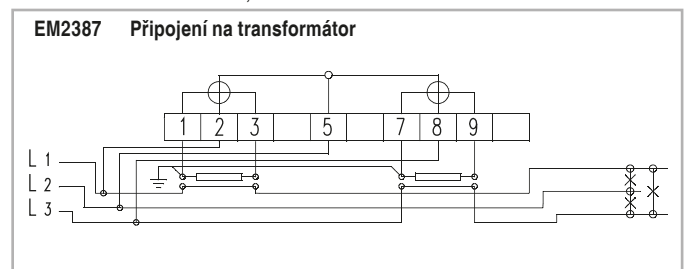 EM2387 Připojení na transformátor
1 2 3 5 7 8 9
L 1
L 2
L 3